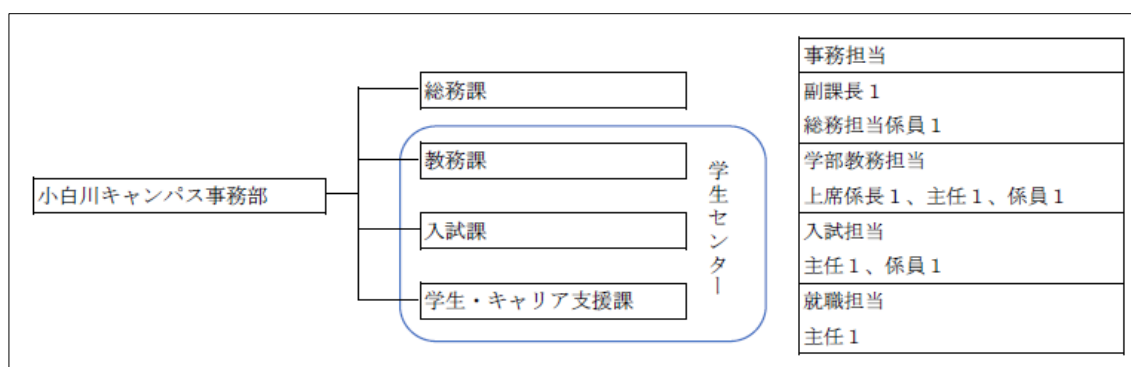 小白川キャンパス事務部
総務課
教務課
入試課
学生・キャリア支援課
学生センター
事務担当
副課長1
総務担当係員1
学部教務担当
上席係長1、主任1、係員1
入試担当
主任1、係員1
就職担当
主任1